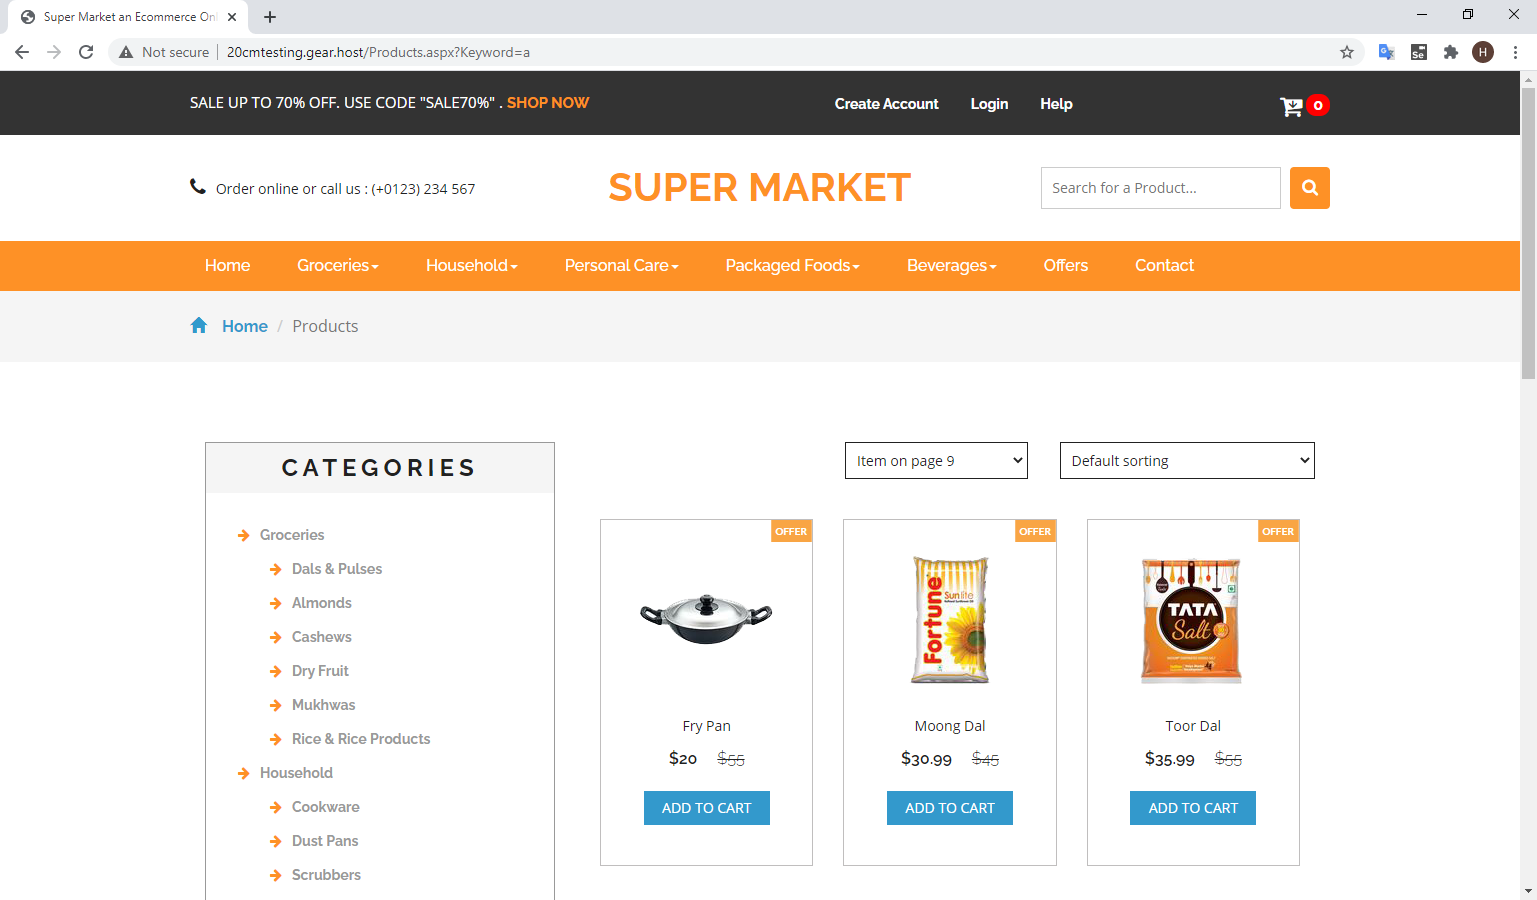 Super Market an Ecommerce Onl
Not secure
20cmtesting.gear.host/Products.aspx?Keyword=a
Se
H
SALE UP TO 70% OFF. USE CODE "SALE70%" . SHOP NOW
Create Account
Login
Help
0
Order online or call us : (+0123) 234 567
SUPER MARKET
Search for a Product...
Home
Groceries
Household
Personal Care
Packaged Foods
Beverages
Offers
Contact
Home / Products
CATEGORIES
Groceries
Dals & Pulses
Almonds
Cashews
Dry Fruit
Mukhwas
Rice & Rice Products
Household
Cookware
Dust Pans
Scrubbers
Item on page 9
Default sorting
OFFER
Fry Pan
$20 $55
ADD TO CART
OFFER
Fortune
Sunlite
Moong Dal
$30.99 $45
ADD TO CART
OFFER
TATA
Salt
Toor Dal
$35.99 $55
ADD TO CART